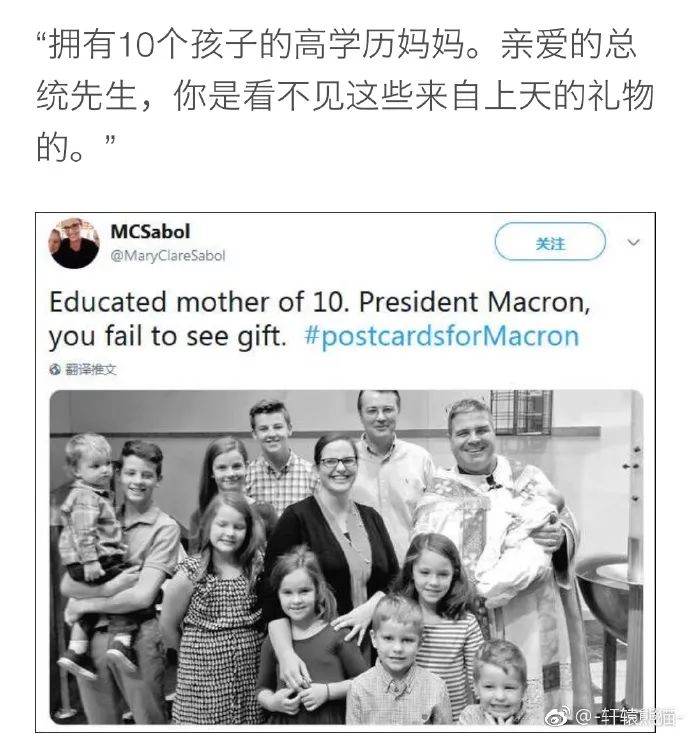 “拥有10个孩子的高学历妈妈。亲爱的总
统先生，你是看不见这些来自上天的礼物
的。”
MCSabol
@MaryClareSabol
关注
Educated mother of 10. President Macron,
you fail to see gift. #postcardsforMacron
翻译推文
@-轩辕熊猫-